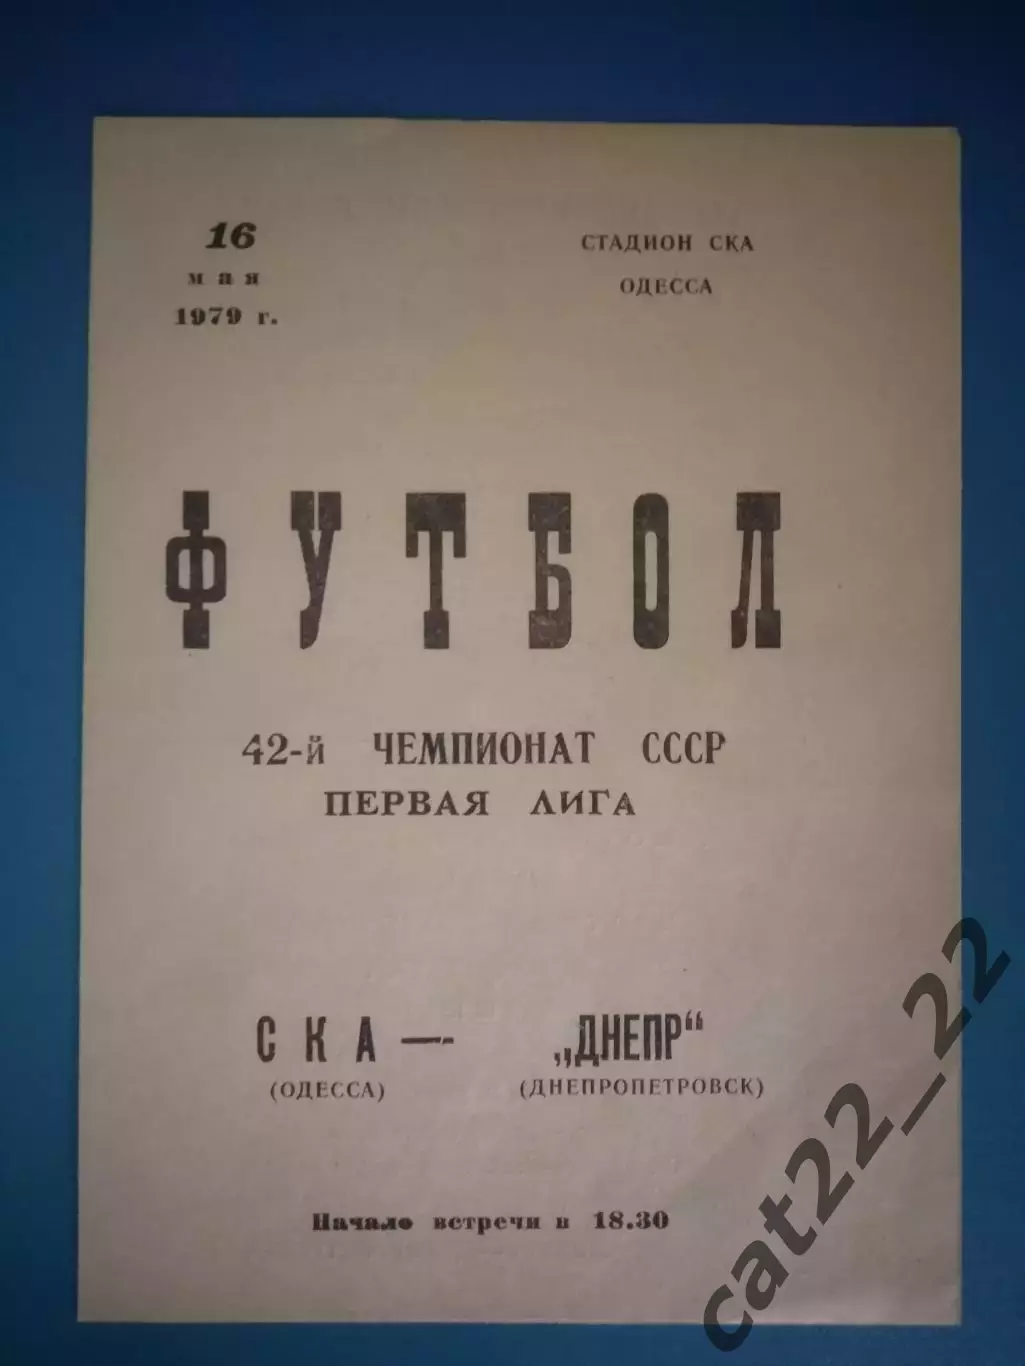 16
мая
1979 г.
СТАДИОН СКА
ОДЕССА
ФУТБОЛ
42-й ЧЕМПИОНАТ СССР
ПЕРВАЯ ЛИГА
СКА — „ДНЕПР“
(ОДЕССА) (ДНЕПРОПЕТРОВСК)
Начало встречи в 18.30
cat22_22